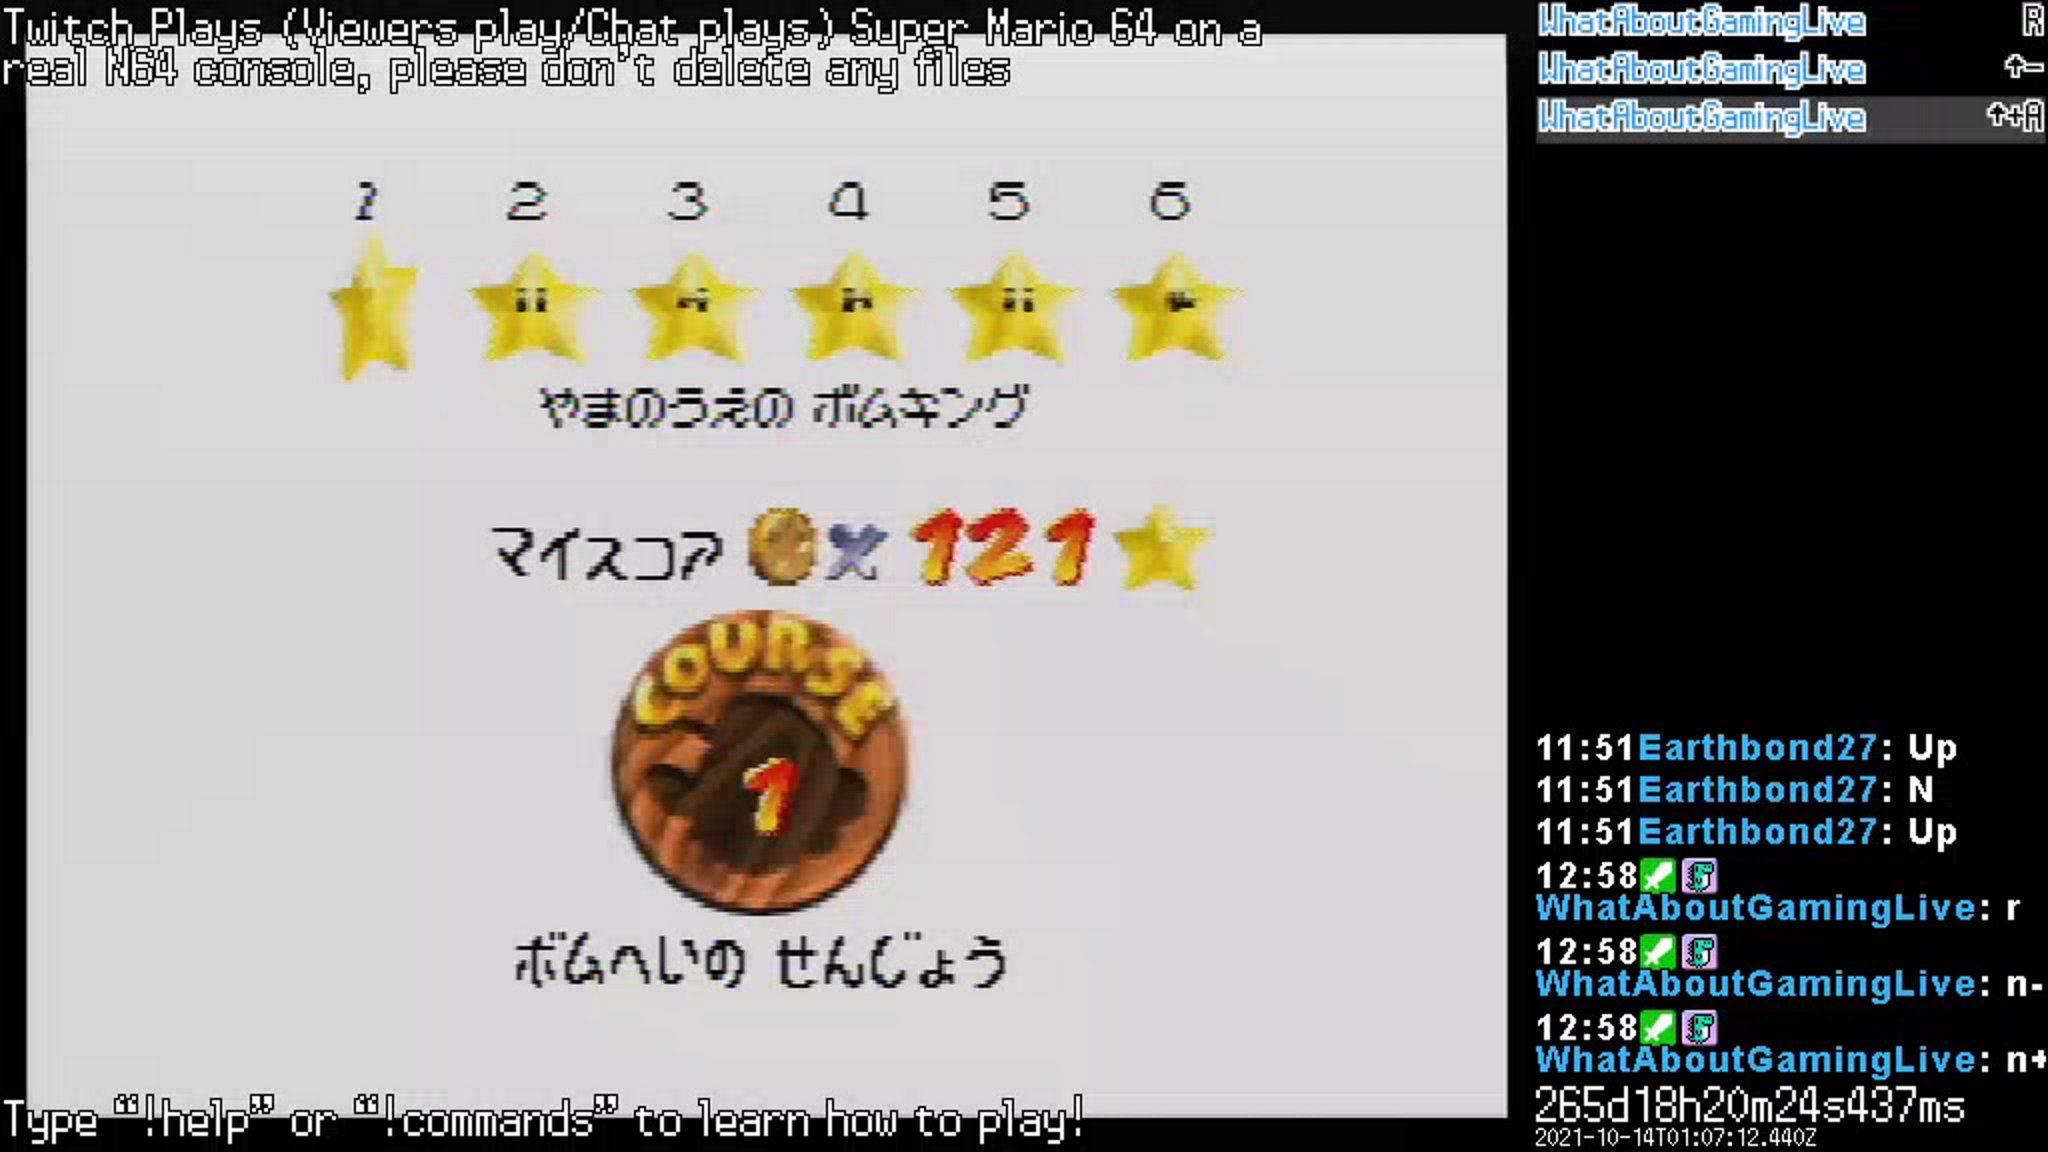 Twitch Plays (Viewers play/Chat plays) Super Mario 64 on a
real N64 console, please don't delete any files
1 2 3 4 5 6
やまのうえの ボムキング
マイスコア × 121
COURSE
1
ボムへいの せんじょう
Type “!help” or “!commands” to learn how to play!
WhatAboutGamingLive R
WhatAboutGamingLive ↑-
WhatAboutGamingLive ↑+A
11:51Earthbond27: Up
11:51Earthbond27: N
11:51Earthbond27: Up
12:58
WhatAboutGamingLive: r
12:58
WhatAboutGamingLive: n-
12:58
WhatAboutGamingLive: n+
265d18h20m24s437ms
2021-10-14T01:07:12.440Z